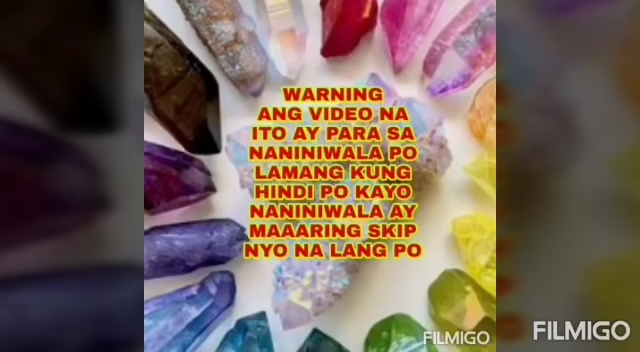 WARNING
ANG VIDEO NA
ITO AY PARA SA
NANINIWALA PO
LAMANG KUNG
HINDI PO KAYO
NANINIWALA AY
MAAARING SKIP
NYO NA LANG PO
FILMIGO
FILMIGO